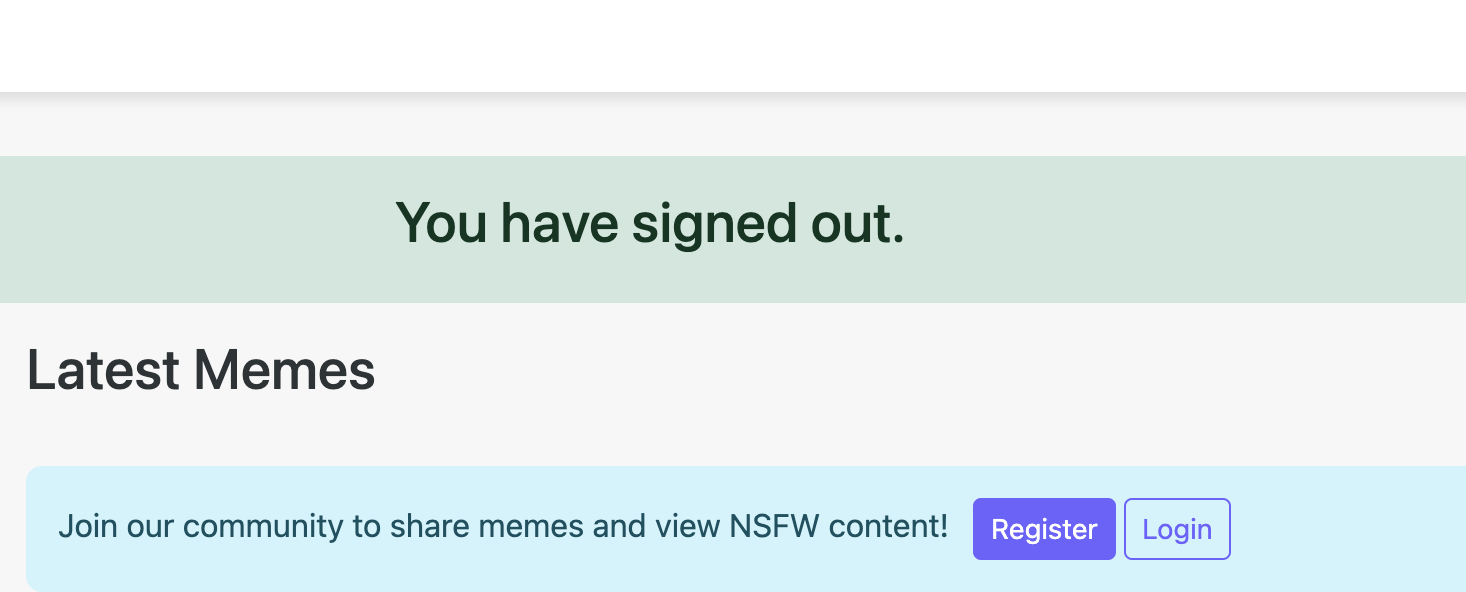 You have signed out.
Latest Memes
Join our community to share memes and view NSFW content! Register Login